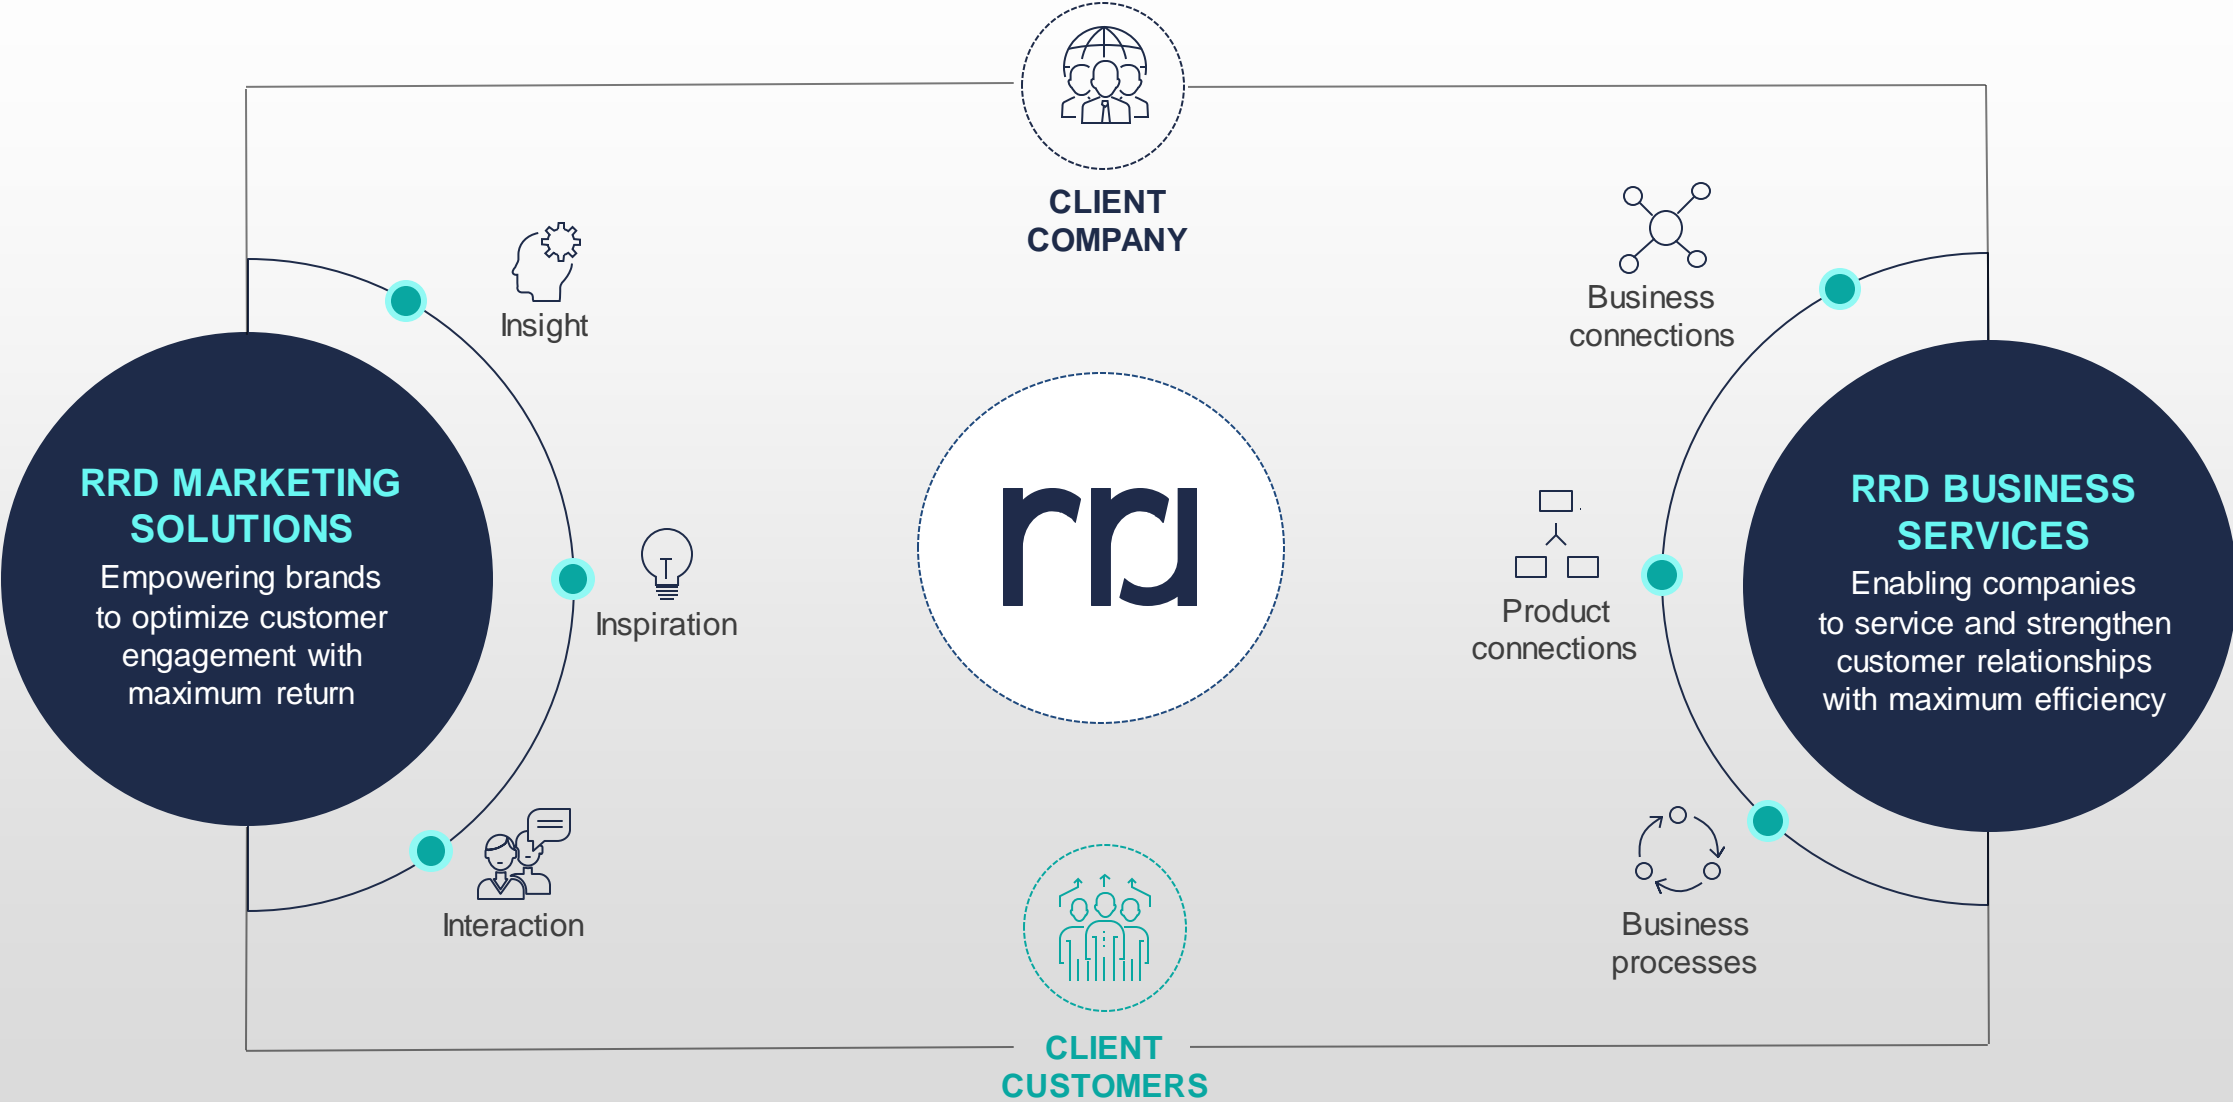 CLIENT
COMPANY
Insight
Inspiration
Interaction
RRD MARKETING
SOLUTIONS
Empowering brands
to optimize customer
engagement with
maximum return
rrd
Business
connections
Product
connections
Business
processes
RRD BUSINESS
SERVICES
Enabling companies
to service and strengthen
customer relationships
with maximum efficiency
CLIENT
CUSTOMERS